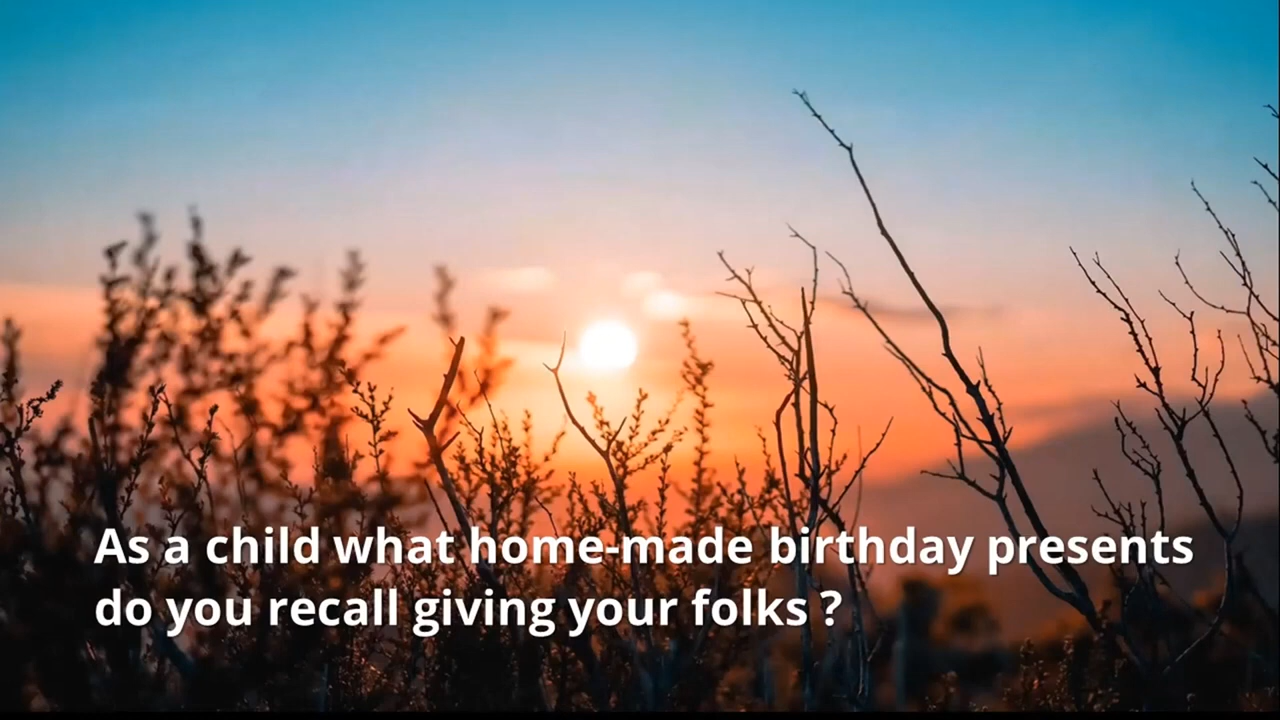 As a child what home-made birthday presents
do you recall giving your folks ?